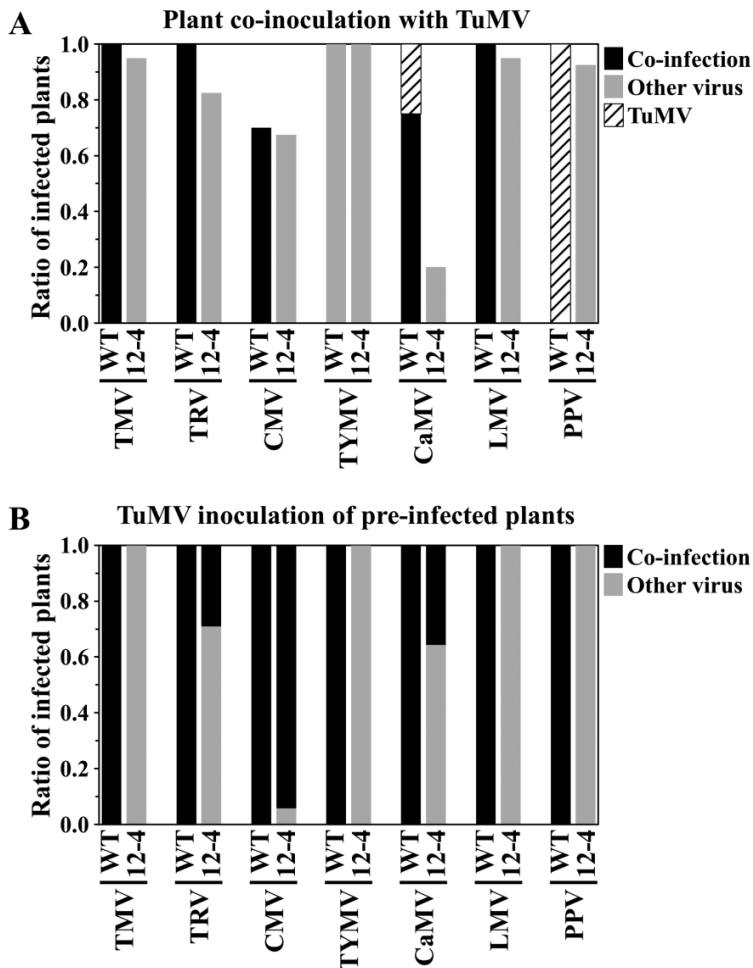 A
Plant co-inoculation with TuMV
Ratio of infected plants
1.0
0.8
0.6
0.4
0.2
0.0
Co-infection
Other virus
TuMV
WT 12-4 WT 12-4 WT 12-4 WT 12-4 WT 12-4 WT 12-4 WT 12-4
TMV TRV CMV TYMV CaMV LMV PPV
B
TuMV inoculation of pre-infected plants
Ratio of infected plants
1.0
0.8
0.6
0.4
0.2
0.0
Co-infection
Other virus
WT 12-4 WT 12-4 WT 12-4 WT 12-4 WT 12-4 WT 12-4 WT 12-4
TMV TRV CMV TYMV CaMV LMV PPV